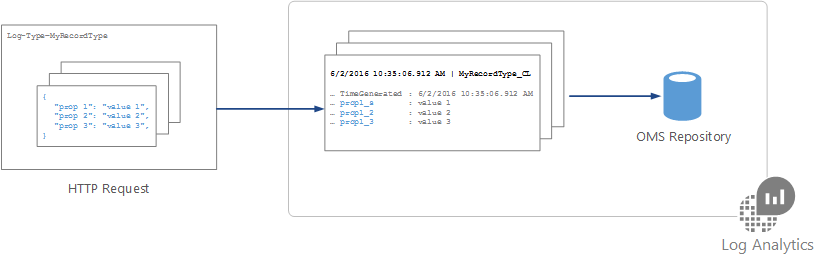 Log-Type-MyRecordType
{
"prop 1": "value 1",
"prop 2": "value 2",
"prop 3": "value 3",
}
HTTP Request
6/2/2016 10:35:06.912 AM | MyRecordType_CL
… TimeGenerated : 6/2/2016 10:35:06.912 AM
… prop1_s : value 1
… prop1_2 : value 2
… prop1_3 : value 3
OMS Repository
Log Analytics